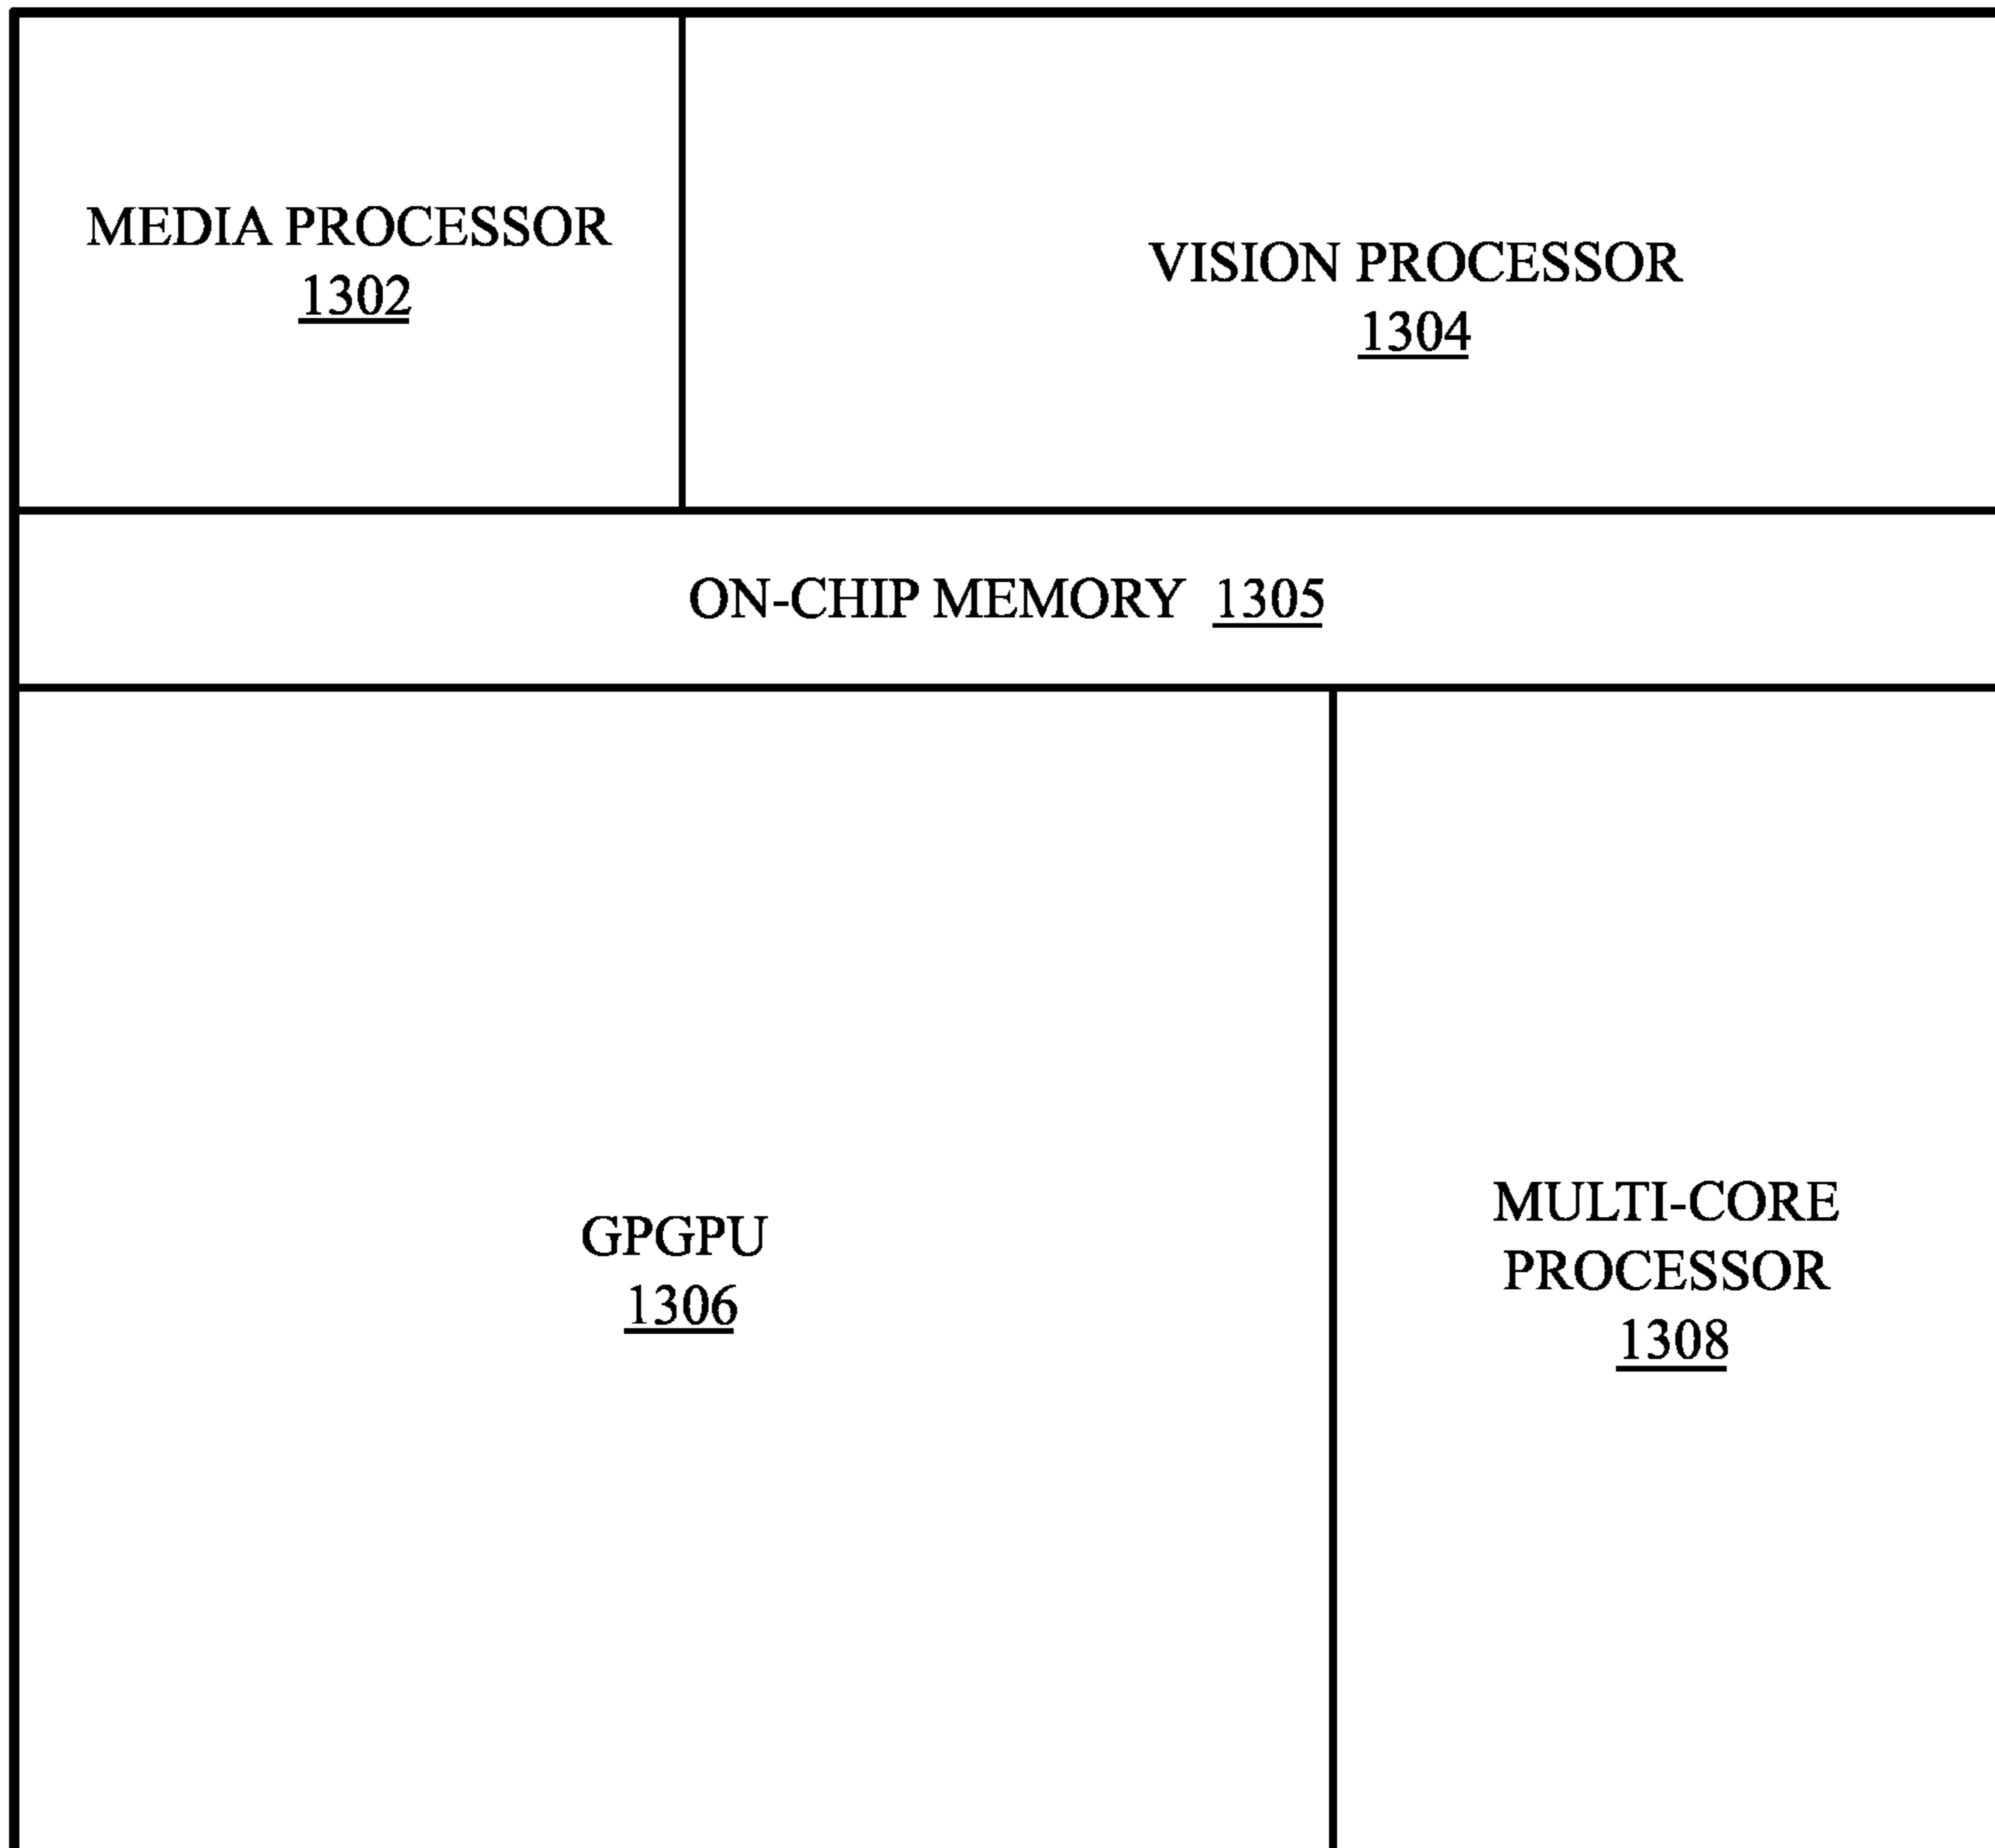 MEDIA PROCESSOR
1302
VISION PROCESSOR
1304
ON-CHIP MEMORY 1305
GPGPU
1306
MULTI-CORE
PROCESSOR
1308